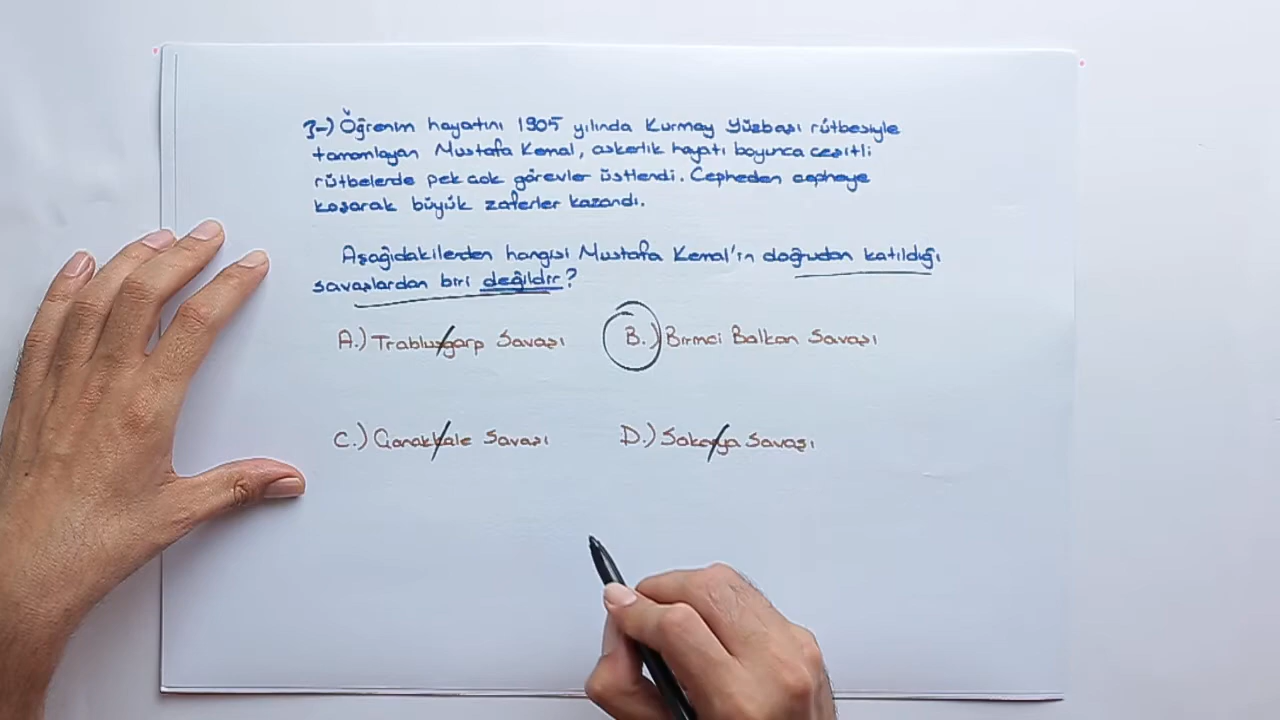 3-) Öğrenim hayatını 1905 yılında Kurmay Yüzbaşı rütbesiyle
tamamlayan Mustafa Kemal, askerlik hayatı boyunca çeşitli
rütbelerde pek çok görevler üstlendi. Cepheden cepheye
koşarak büyük zaferler kazandı.
Aşağıdakilerden hangisi Mustafa Kemal'in doğrudan katıldığı
savaşlardan biri değildir?
A.) Trablusgarp Savaşı B.) Birinci Balkan Savaşı
C.) Çanakkale Savaşı D.) Sakarya Savaşı